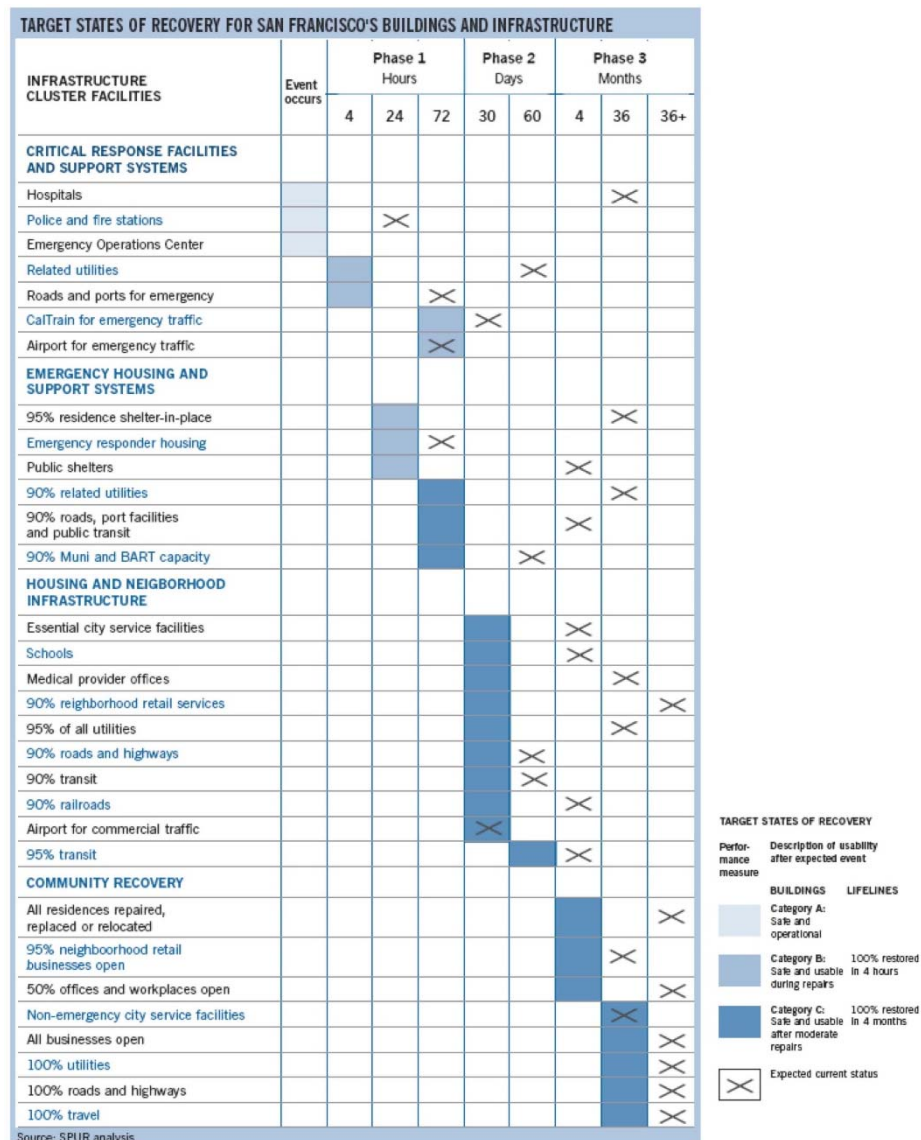 TARGET STATES OF RECOVERY FOR SAN FRANCISCO'S BUILDINGS AND INFRASTRUCTURE
INFRASTRUCTURE
CLUSTER FACILITIES
Event
occurs
Phase 1
Hours
Phase 2
Days
Phase 3
Months
4 24 72 30 60 4 36 36+
CRITICAL RESPONSE FACILITIES
AND SUPPORT SYSTEMS
Hospitals
Police and fire stations
Emergency Operations Center
Related utilities
Roads and ports for emergency
CalTrain for emergency traffic
Airport for emergency traffic
EMERGENCY HOUSING AND
SUPPORT SYSTEMS
95% residence shelter-in-place
Emergency responder housing
Public shelters
90% related utilities
90% roads, port facilities
and public transit
90% Muni and BART capacity
HOUSING AND NEIGBORHOOD
INFRASTRUCTURE
Essential city service facilities
Schools
Medical provider offices
90% reighborhood retail services
95% of all utilities
90% roads and highways
90% transit
90% railroads
Airport for commercial traffic
95% transit
COMMUNITY RECOVERY
All residences repaired,
replaced or relocated
95% neighboorhood retail
businesses open
50% offices and workplaces open
Non-emergency city service facilities
All businesses open
100% utilities
100% roads and highways
100% travel
Source: SPUR analysis
TARGET STATES OF RECOVERY
Perfor-
mance
measure
Description of usability
after expected event
BUILDINGS LIFELINES
Category A:
Safe and
operational
Category B: 100% restored
Safe and usable in 4 hours
during repairs
Category C: 100% restored
Safe and usable in 4 months
after moderate
repairs
Expected current status